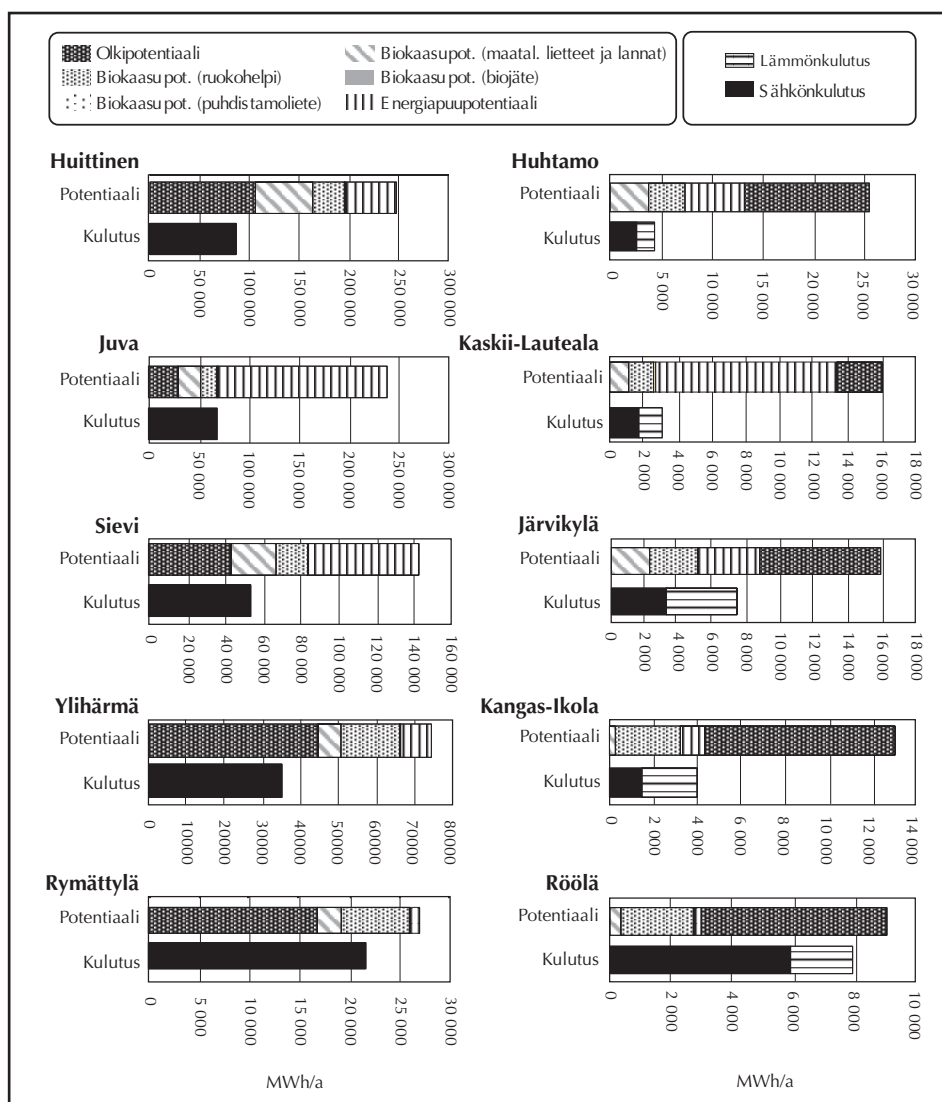 Olkipotentiaali
Biokaasupot. (ruokohelpi)
Biokaasupot. (puhdistamoliete)
Biokaasupot. (maatal. lietteet ja lannat)
Biokaasupot. (biojäte)
Energiapuupotentiaali
Lämmönkulutus
Sähkönkulutus
Huittinen
Potentiaali
Kulutus
0 50 000 100 000 150 000 200 000 250 000 300 000
Huhtamo
Potentiaali
Kulutus
0 5 000 10 000 15 000 20 000 25 000 30 000
Juva
Potentiaali
Kulutus
0 50 000 100 000 150 000 200 000 250 000 300 000
Kaskii-Lauteala
Potentiaali
Kulutus
0 2 000 4 000 6 000 8 000 10 000 12 000 14 000 16 000 18 000
Sievi
Potentiaali
Kulutus
0 20 000 40 000 60 000 80 000 100 000 120 000 140 000 160 000
Järvikylä
Potentiaali
Kulutus
0 2 000 4 000 6 000 8 000 10 000 12 000 14 000 16 000 18 000
Ylihärmä
Potentiaali
Kulutus
0 10000 20000 30000 40000 50000 60000 70000 80000
Kangas-Ikola
Potentiaali
Kulutus
0 2 000 4 000 6 000 8 000 10 000 12 000 14 000
Rymättylä
Potentiaali
Kulutus
0 5 000 10 000 15 000 20 000 25 000 30 000
MWh/a
Röölä
Potentiaali
Kulutus
0 2 000 4 000 6 000 8 000 10 000
MWh/a